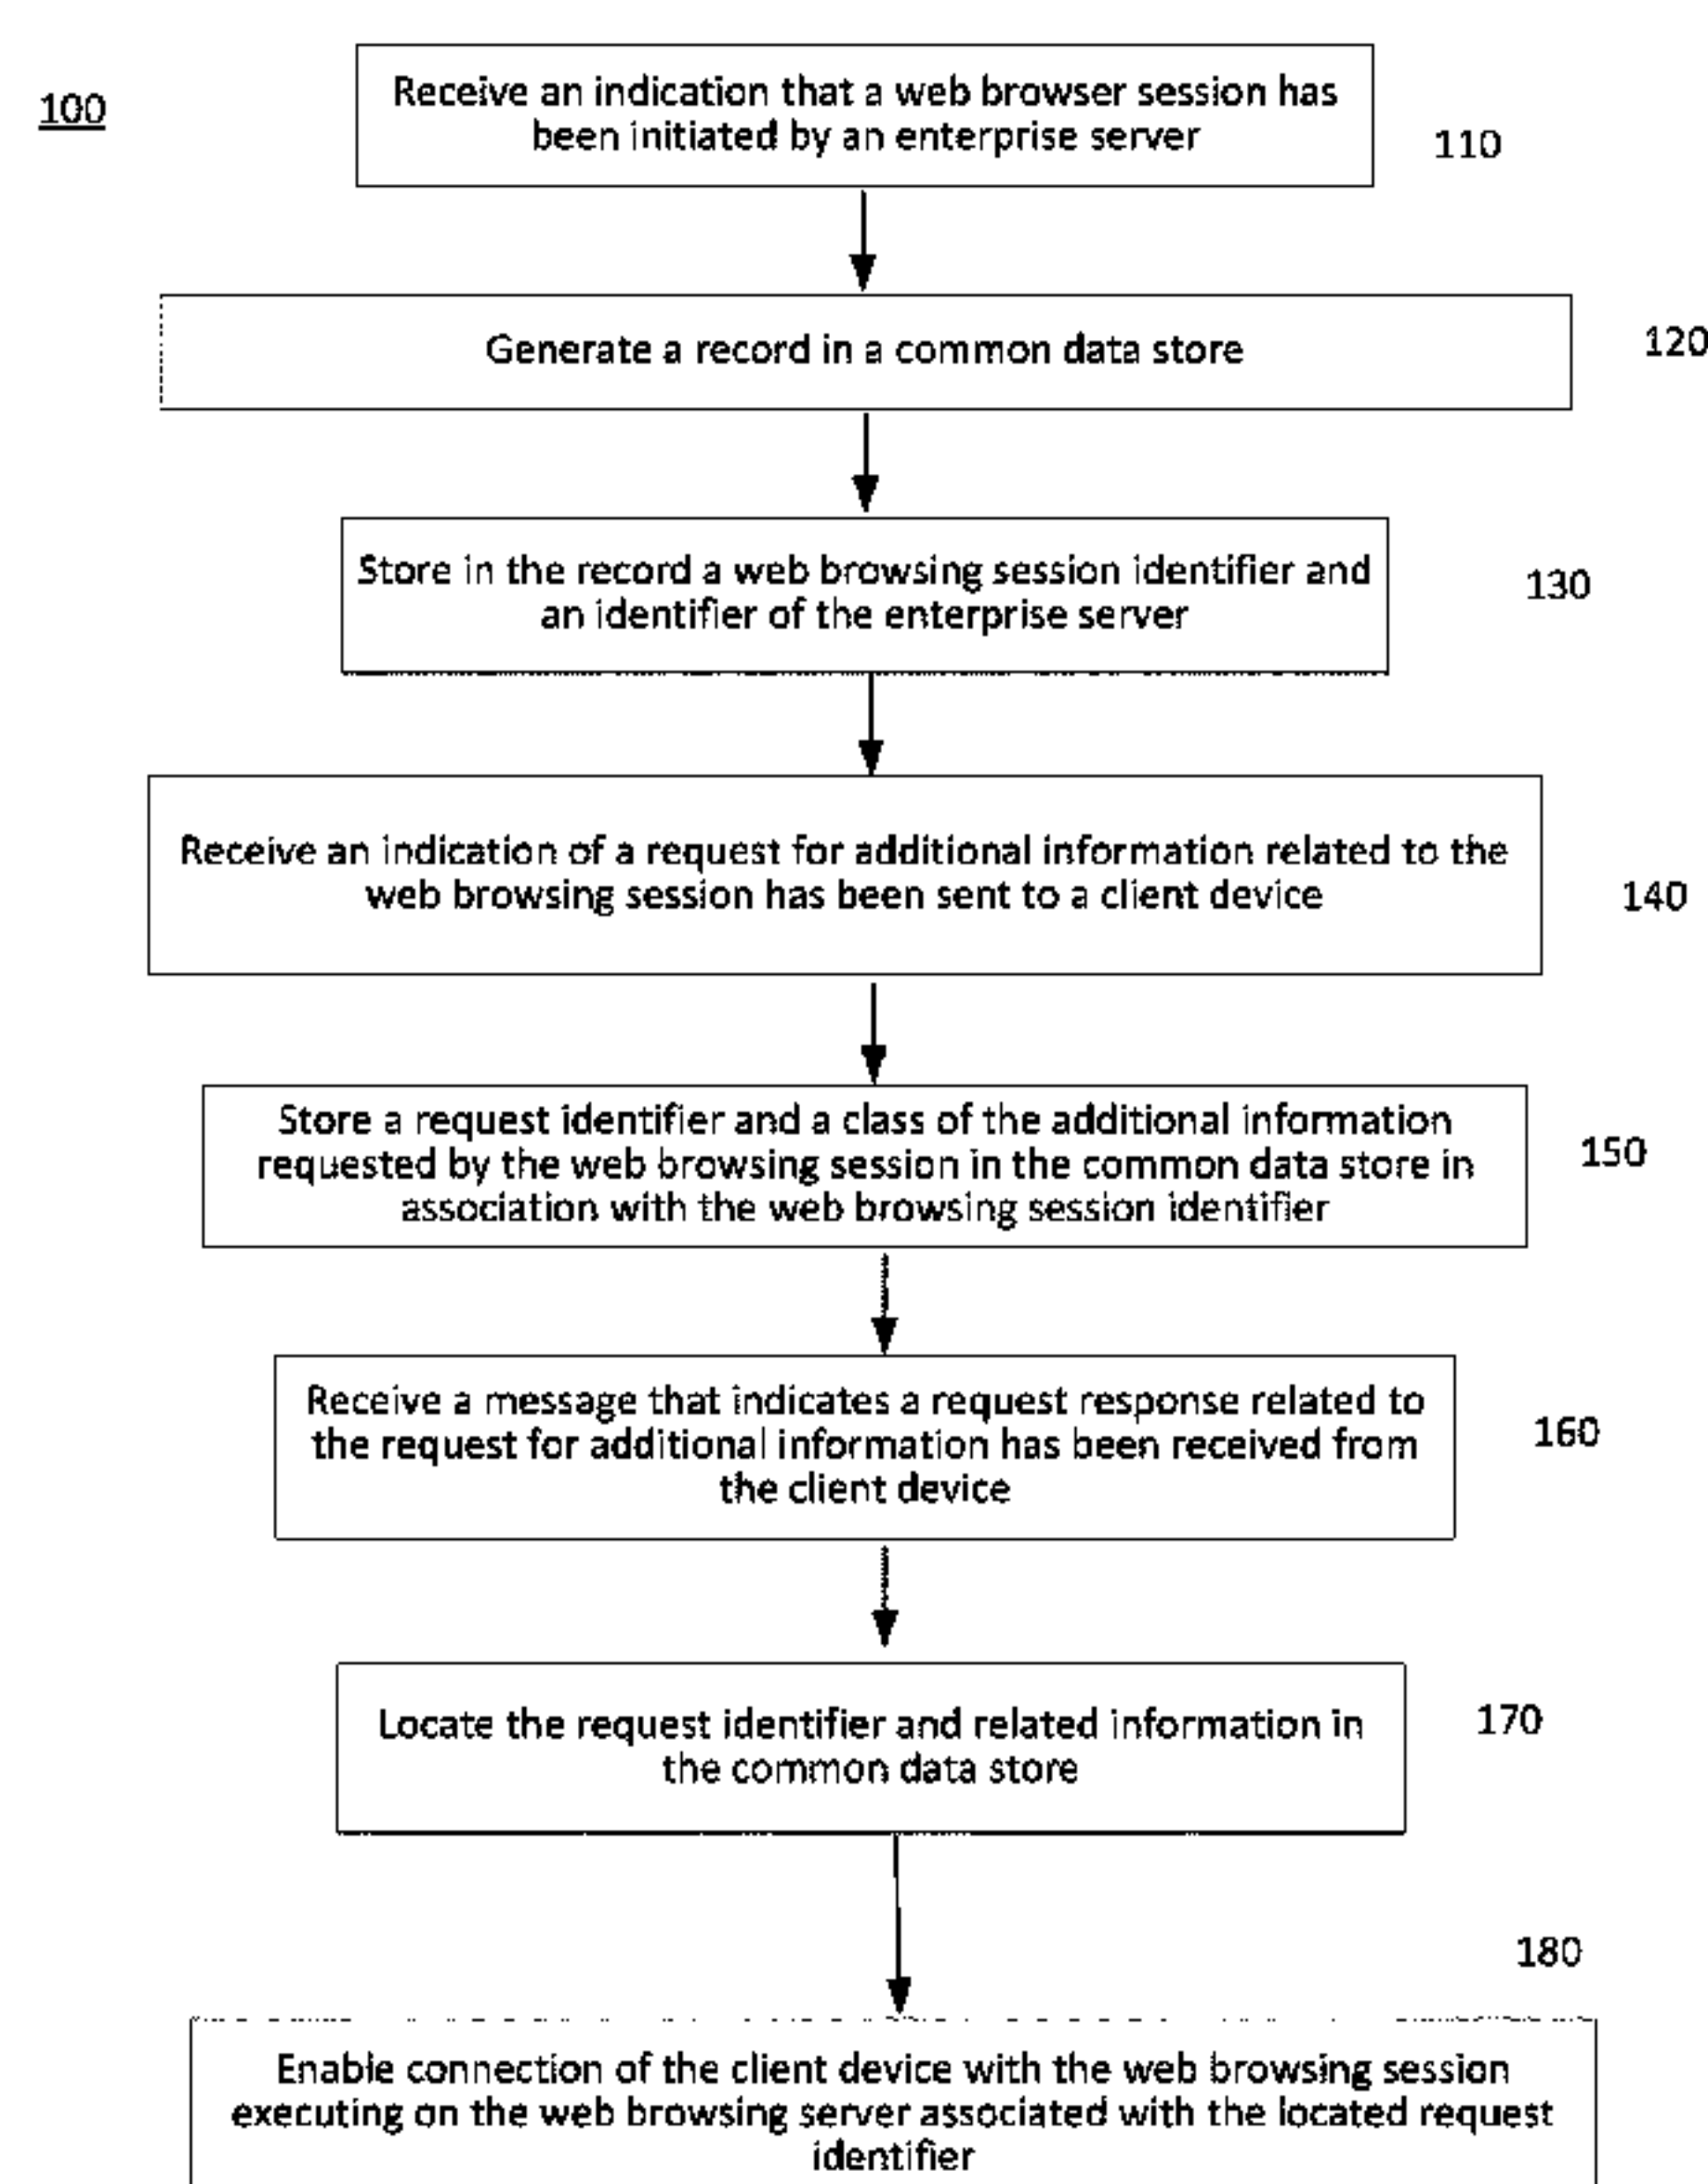 100
Receive an indication that a web browser session has
been initiated by an enterprise server
110
Generate a record in a common data store
120
Store in the record a web browsing session identifier and
an identifier of the enterprise server
130
Receive an indication of a request for additional information related to the
web browsing session has been sent to a client device
140
Store a request identifier and a class of the additional information
requested by the web browsing session in the common data store in
association with the web browsing session identifier
150
Receive a message that indicates a request response related to
the request for additional information has been received from
the client device
160
Locate the request identifier and related information in
the common data store
170
180
Enable connection of the client device with the web browsing session
executing on the web browsing server associated with the located request
identifier